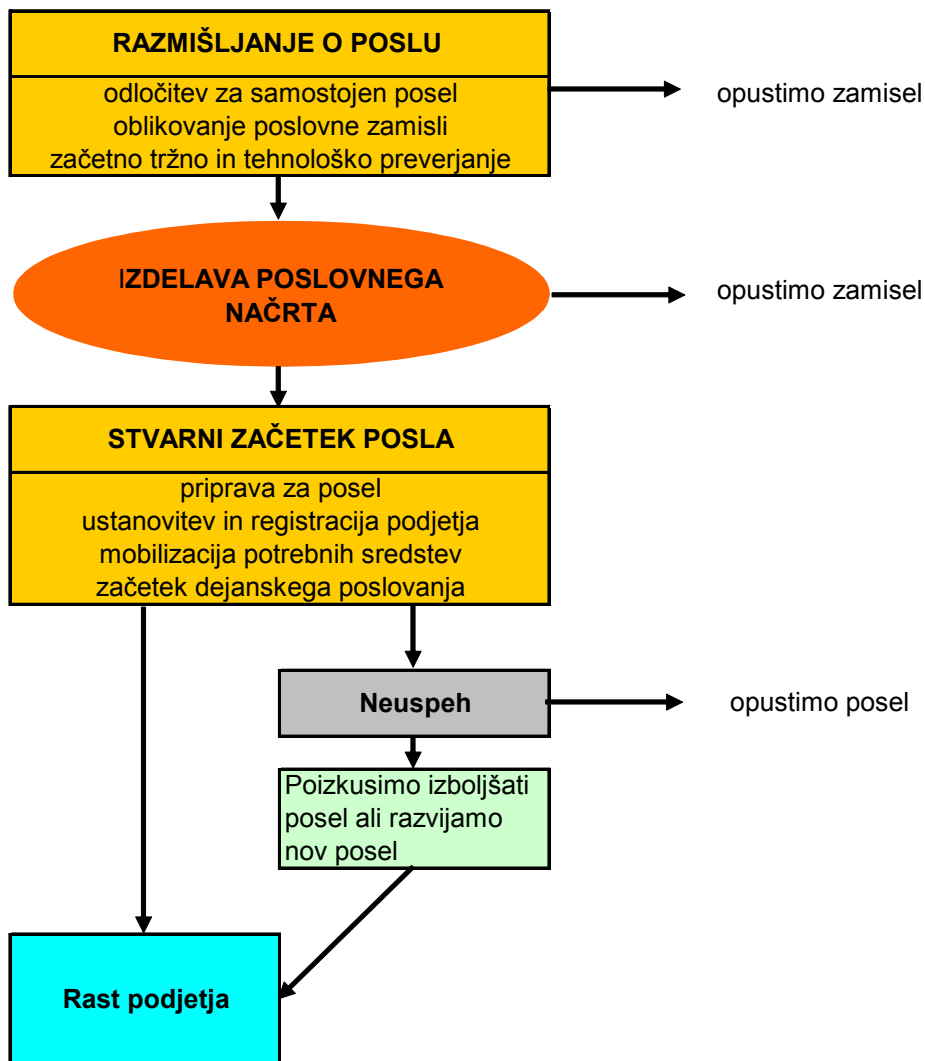 RAZMIŠLJANJE O POSLU
odločitev za samostojen posel
oblikovanje poslovne zamisli
začetno tržno in tehnološko preverjanje
opustimo zamisel
IZDELAVA POSLOVNEGA
NAČRTA
opustimo zamisel
STVARNI ZAČETEK POSLA
priprava za posel
ustanovitev in registracija podjetja
mobilizacija potrebnih sredstev
začetek dejanskega poslovanja
Neuspeh
opustimo posel
Poizkusimo izboljšati
posel ali razvijamo
nov posel
Rast podjetja